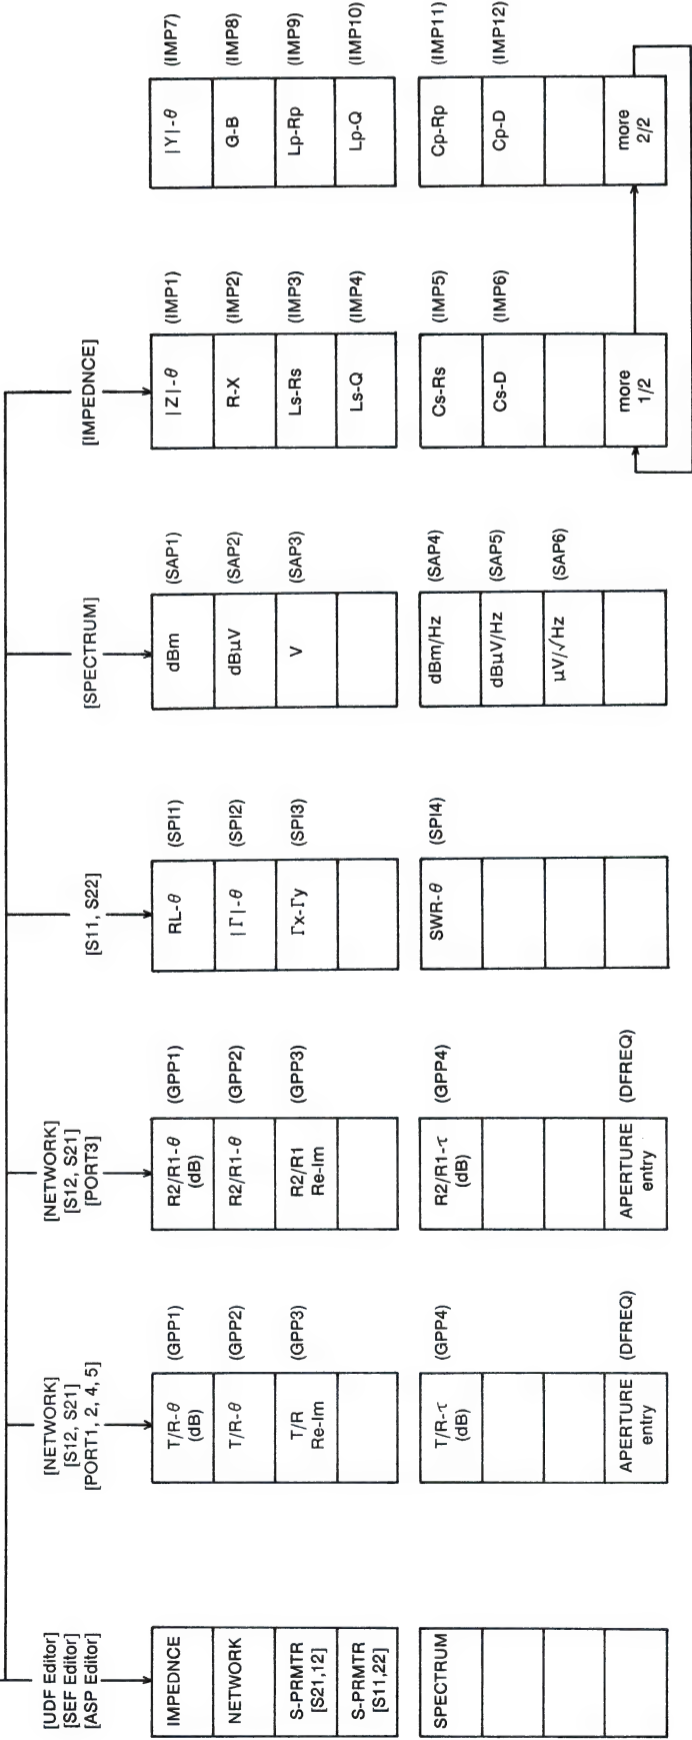 [UDF Editor]
[SEF Editor]
[ASP Editor]
IMPEDNCE
NETWORK
S-PRMTR
[S21,12]
S-PRMTR
[S11,22]
SPECTRUM
[NETWORK]
[S12, S21]
[PORT1, 2, 4, 5]
T/R-θ
(dB)
(GPP1)
T/R-θ
(GPP2)
T/R
Re-Im
(GPP3)
T/R-τ
(dB)
(GPP4)
APERTURE
entry
(DFREQ)
[NETWORK]
[S12, S21]
[PORT3]
R2/R1-θ
(dB)
(GPP1)
R2/R1-θ
(GPP2)
R2/R1
Re-Im
(GPP3)
R2/R1-τ
(dB)
(GPP4)
APERTURE
entry
(DFREQ)
[S11, S22]
RL-θ
(SPI1)
|Γ|-θ
(SPI2)
Γx-Γy
(SPI3)
SWR-θ
(SPI4)
[SPECTRUM]
dBm
(SAP1)
dBμV
(SAP2)
V
(SAP3)
dBm/Hz
(SAP4)
dBμV/Hz
(SAP5)
μV/√Hz
(SAP6)
[IMPEDNCE]
|Z|-θ
(IMP1)
R-X
(IMP2)
Ls-Rs
(IMP3)
Ls-Q
(IMP4)
Cs-Rs
(IMP5)
Cs-D
(IMP6)
more
1/2
|Y|-θ
(IMP7)
G-B
(IMP8)
Lp-Rp
(IMP9)
Lp-Q
(IMP10)
Cp-Rp
(IMP11)
Cp-D
(IMP12)
more
2/2